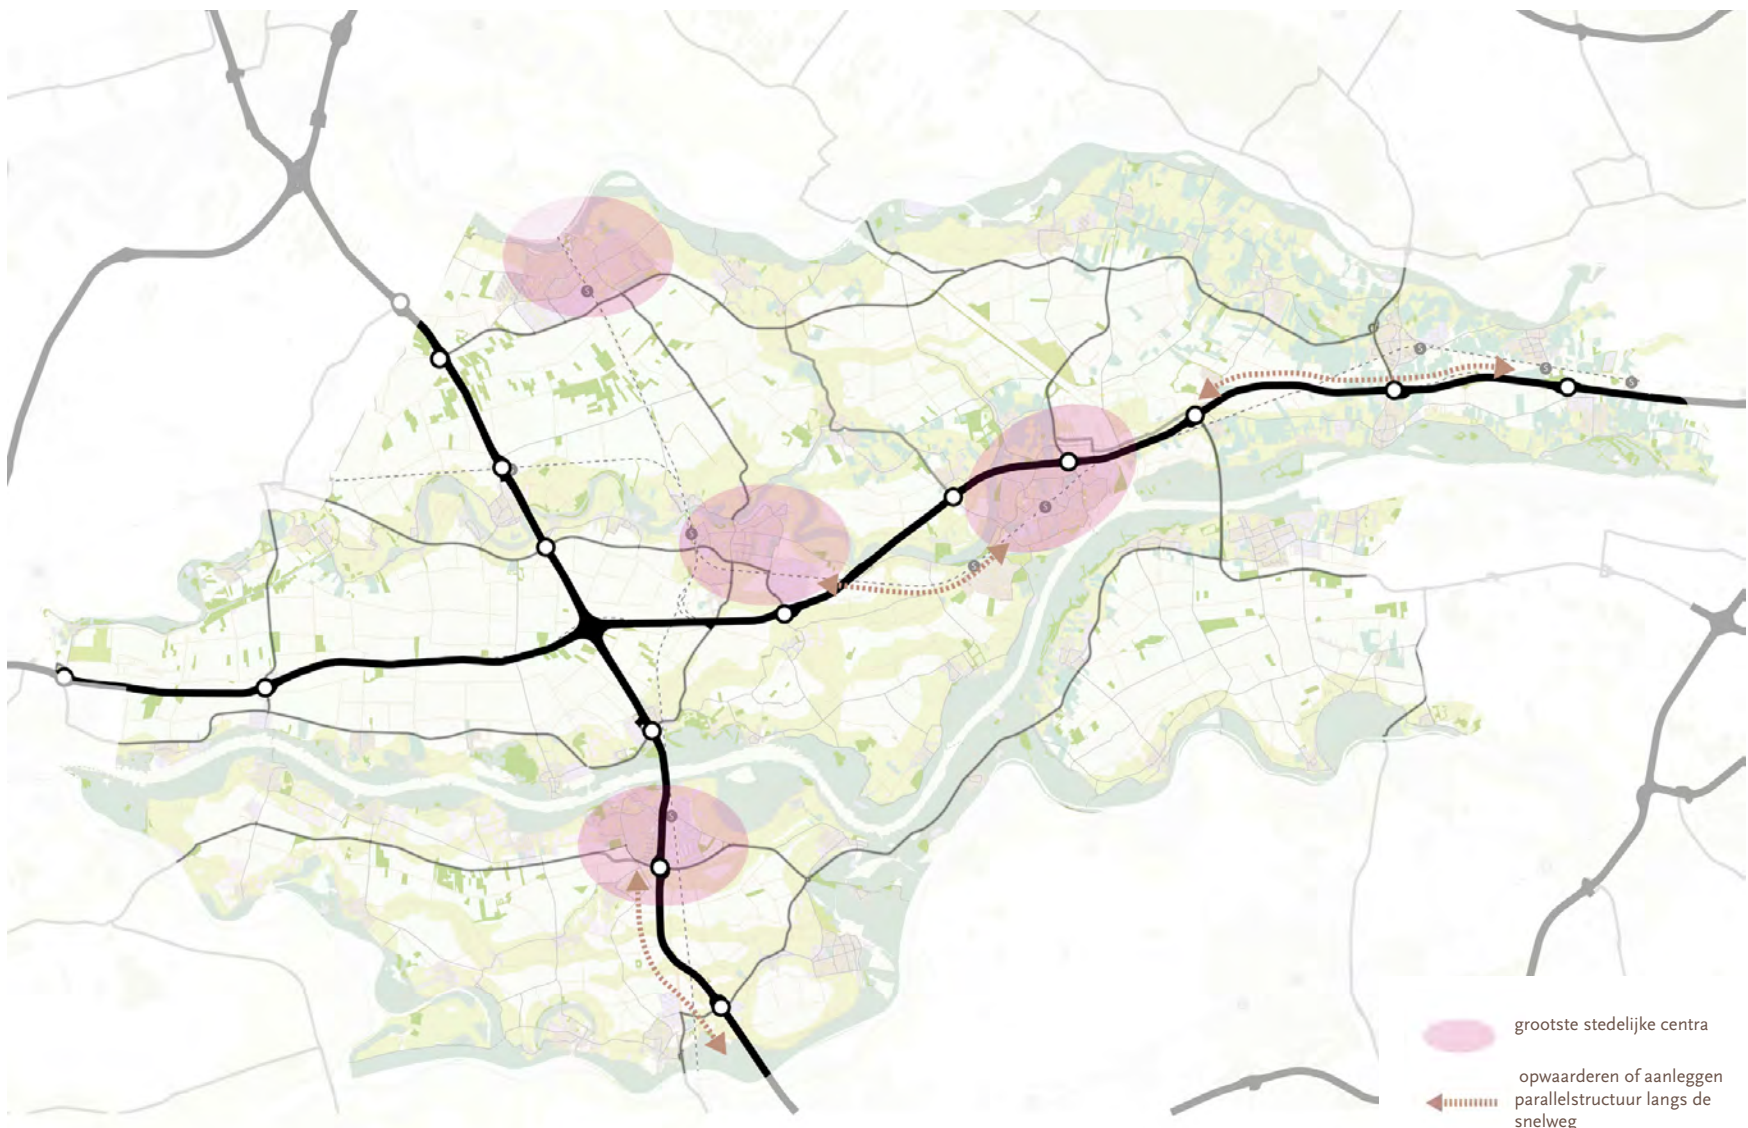 grootste stedelijke centra
opwaarderen of aanleggen
parallelstructuur langs de
snelweg